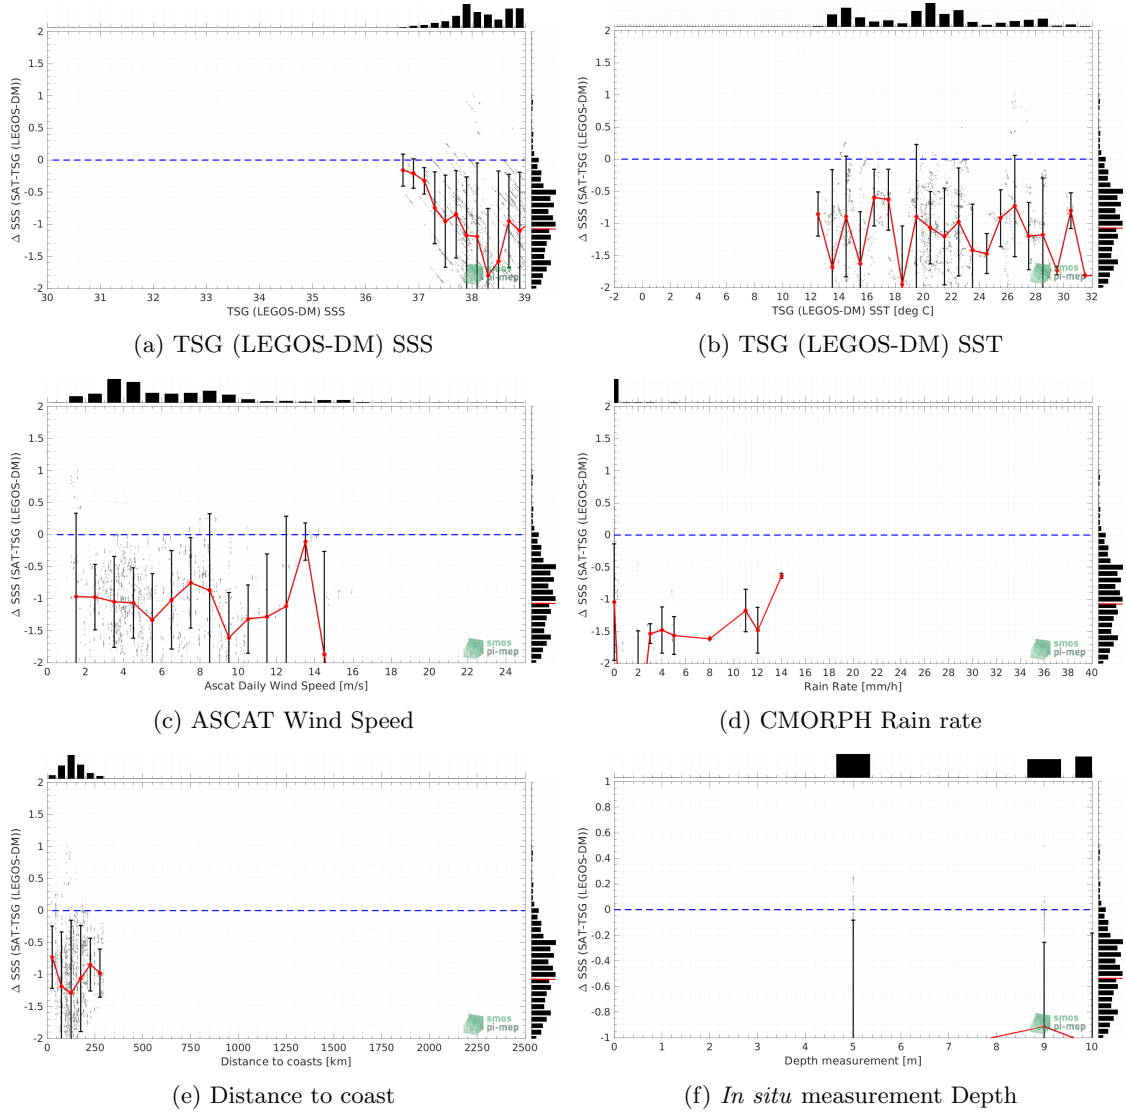 2
1.5
1
0.5
0
-0.5
-1
-1.5
-2
Δ SSS (SAT-TSG (LEGOS-DM))
30 31 32 33 34 35 36 37 38 39
TSG (LEGOS-DM) SSS
smos
pi-mep
(a) TSG (LEGOS-DM) SSS
2
1.5
1
0.5
0
-0.5
-1
-1.5
-2
Δ SSS (SAT-TSG (LEGOS-DM))
-2 0 2 4 6 8 10 12 14 16 18 20 22 24 26 28 30 32
TSG (LEGOS-DM) SST [deg C]
smos
pi-mep
(b) TSG (LEGOS-DM) SST
2
1.5
1
0.5
0
-0.5
-1
-1.5
-2
Δ SSS (SAT-TSG (LEGOS-DM))
0 2 4 6 8 10 12 14 16 18 20 22 24
Ascat Daily Wind Speed [m/s]
smos
pi-mep
(c) ASCAT Wind Speed
2
1.5
1
0.5
0
-0.5
-1
-1.5
-2
Δ SSS (SAT-TSG (LEGOS-DM))
0 2 4 6 8 10 12 14 16 18 20 22 24 26 28 30 32 34 36 38 40
Rain Rate [mm/h]
smos
pi-mep
(d) CMORPH Rain rate
2
1.5
1
0.5
0
-0.5
-1
-1.5
-2
Δ SSS (SAT-TSG (LEGOS-DM))
0 250 500 750 1000 1250 1500 1750 2000 2250 2500
Distance to coasts [km]
smos
pi-mep
(e) Distance to coast
1
0.8
0.6
0.4
0.2
0
-0.2
-0.4
-0.6
-0.8
-1
Δ SSS (SAT-TSG (LEGOS-DM))
0 1 2 3 4 5 6 7 8 9 10
Depth measurement [m]
smos
pi-mep
(f) In situ measurement Depth